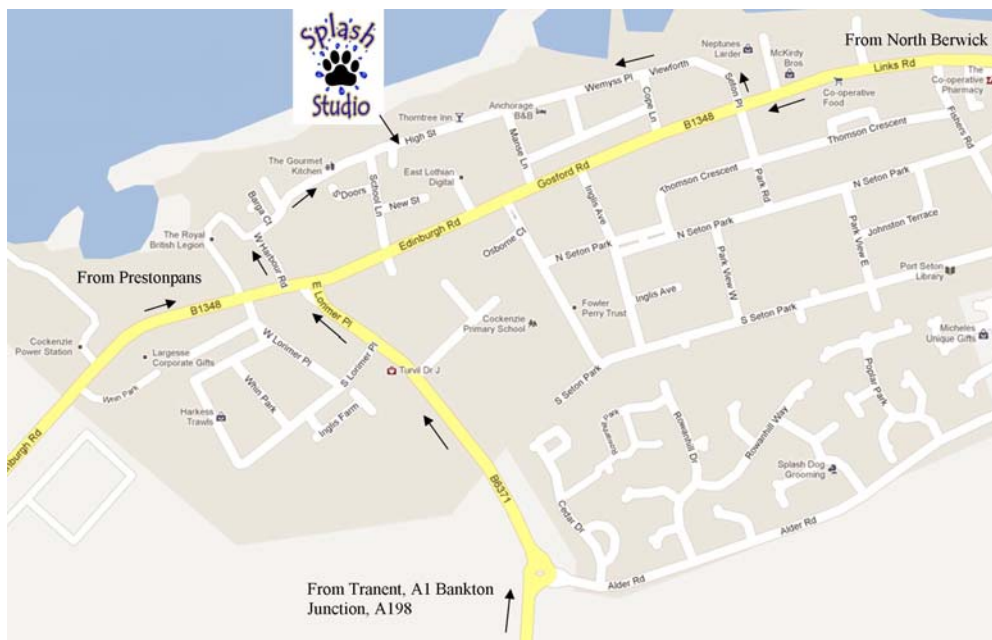 Splash
Studio
From North Berwick
Neptunes
Larder
McKirdy
Bros
Links Rd
The
Co-operative
Pharmacy
Viewforth
Wemyss Pl
Seton Pl
Co-operative
Food
Anchorage
B&B
Cope Ln
B1348
Thorntree Inn
High St
Manse Ln
Thomson Crescent
Fishers Rd
The Gourmet
Kitchen
Gosford Rd
East Lothian
Digital
School Ln
Doors
New St
Thomson Crescent
Park Rd
N Seton Park
Barga Ct
Inglis Ave
The Royal
British Legion
W Harbour Rd
Edinburgh Rd
Osborne Ct
N Seton Park
N Seton Park
Johnston Terrace
Park View W
Park View E
From Prestonpans
Port Seton
Library
B1348
E Lorimer Pl
Inglis Ave
Fowler
Perry Trust
S Seton Park
Cockenzie
Primary School
Cockenzie
Power Station
Largesse
Corporate Gifts
W Lorimer Pl
S Lorimer Pl
Micheles
Unique Gifts
Turvil Dr J
S Seton Park
Poplar Park
Whin Park
Whin Park
Harkess
Trawls
Inglis Farm
Park
Rowanhill Dr
Rowanhill Way
Splash Dog
Grooming
B6371
Cedar Dr
Alder Rd
Alder Rd
From Tranent, A1 Bankton
Junction, A198